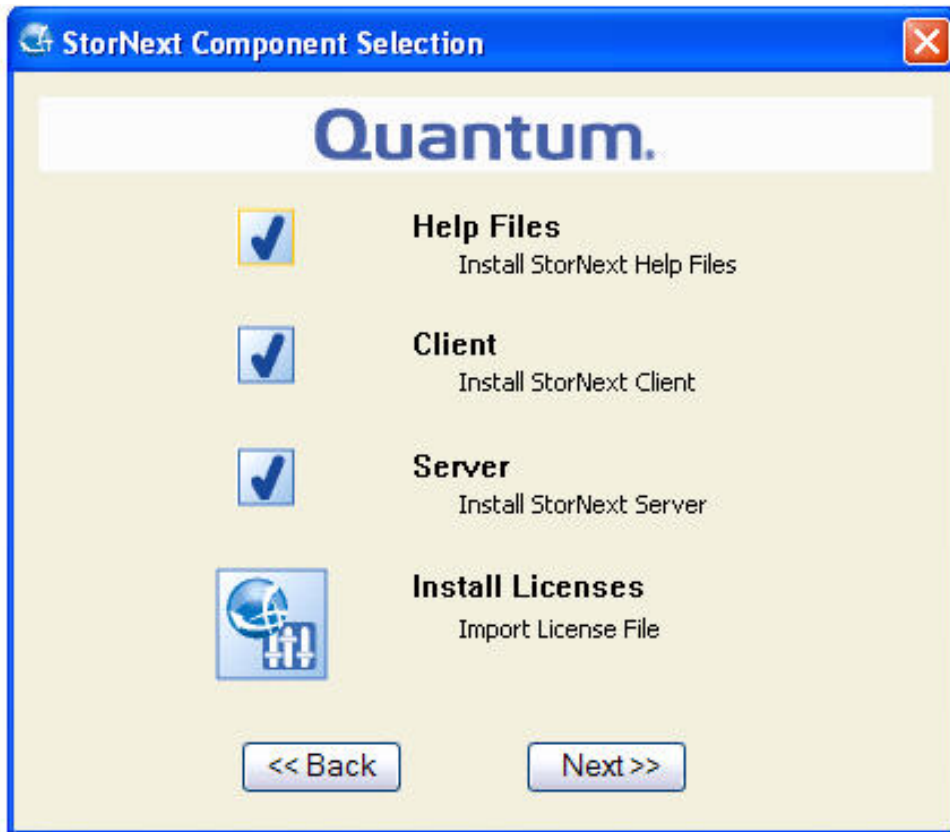 StorNext Component Selection
Quantum.
Help Files
Install StorNext Help Files
Client
Install StorNext Client
Server
Install StorNext Server
Install Licenses
Import License File
<< Back
Next >>